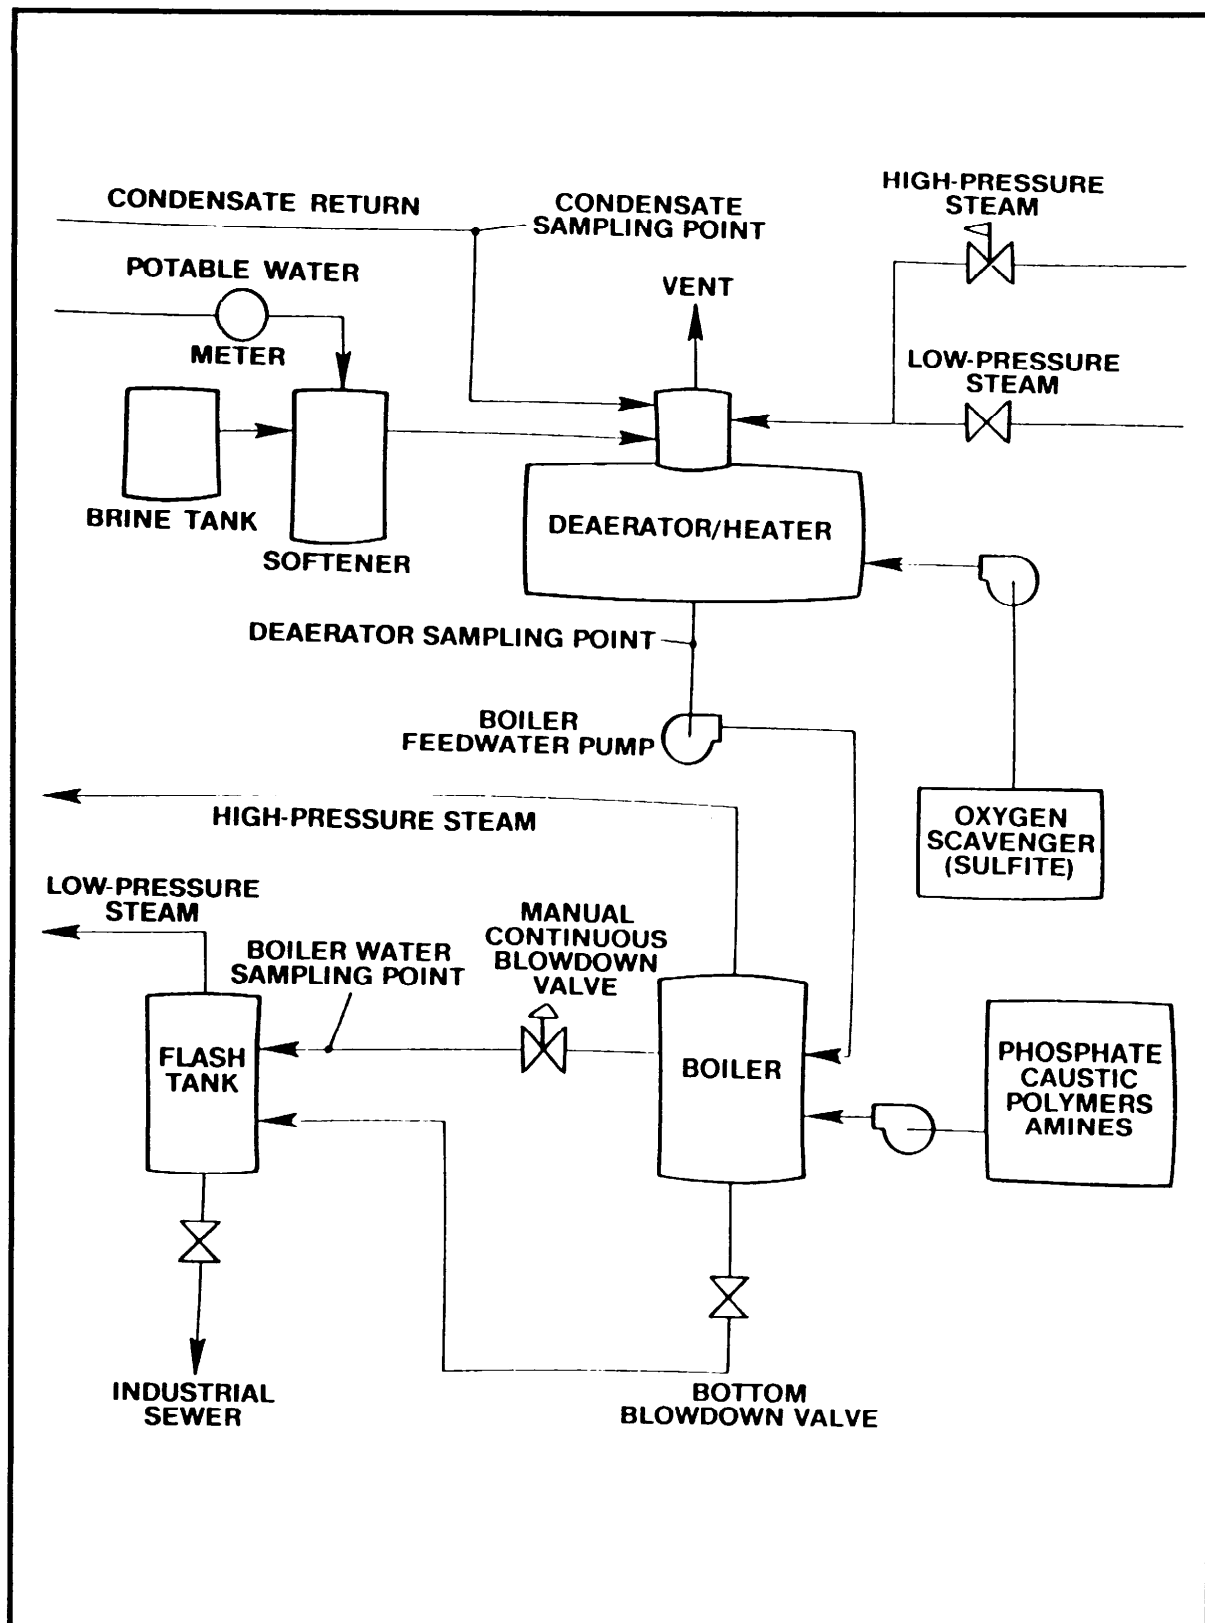 CONDENSATE RETURN
CONDENSATE
SAMPLING POINT
HIGH-PRESSURE
STEAM
POTABLE WATER
METER
VENT
LOW-PRESSURE
STEAM
BRINE TANK
SOFTENER
DEAERATOR/HEATER
DEAERATOR SAMPLING POINT
BOILER
FEEDWATER PUMP
HIGH-PRESSURE STEAM
OXYGEN
SCAVENGER
(SULFITE)
LOW-PRESSURE
STEAM
BOILER WATER
SAMPLING POINT
MANUAL
CONTINUOUS
BLOWDOWN
VALVE
FLASH
TANK
BOILER
PHOSPHATE
CAUSTIC
POLYMERS
AMINES
INDUSTRIAL
SEWER
BOTTOM
BLOWDOWN VALVE